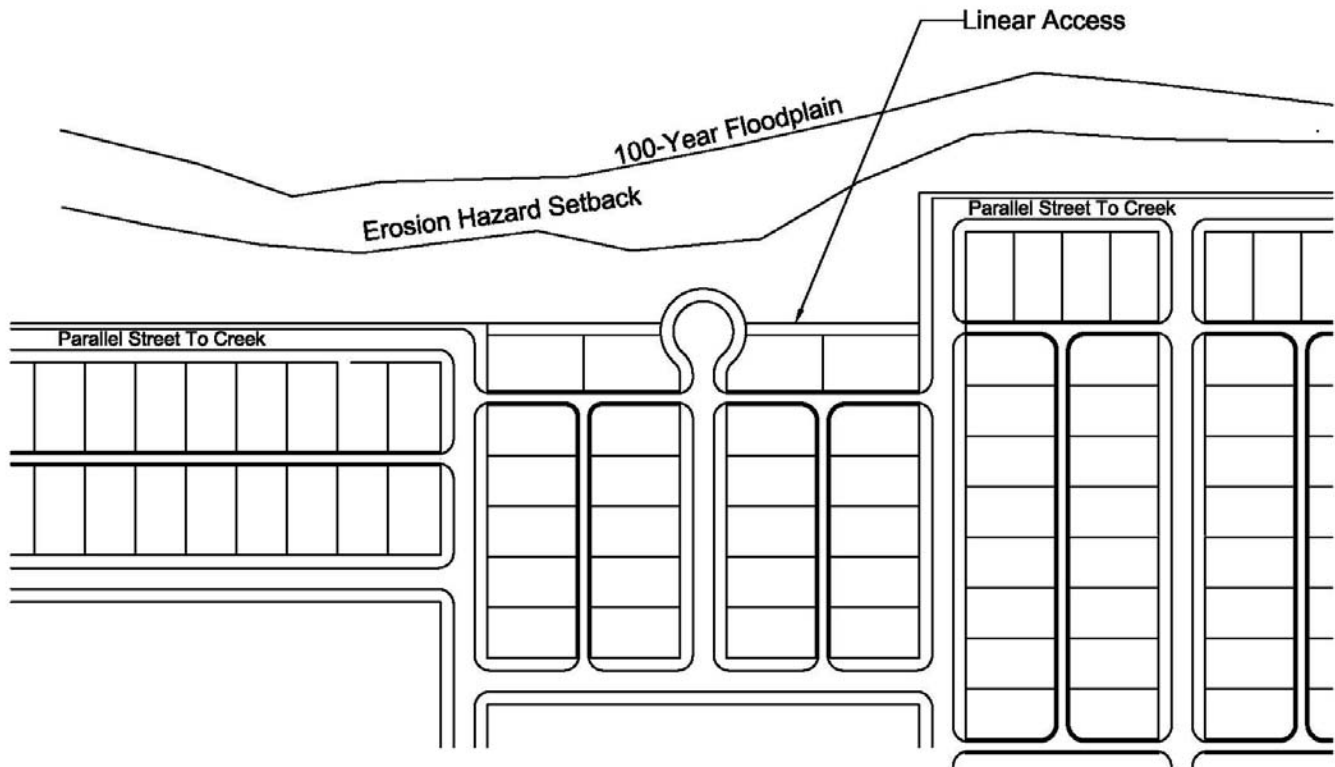 Linear Access
100-Year Floodplain
Erosion Hazard Setback
Parallel Street To Creek
Parallel Street To Creek